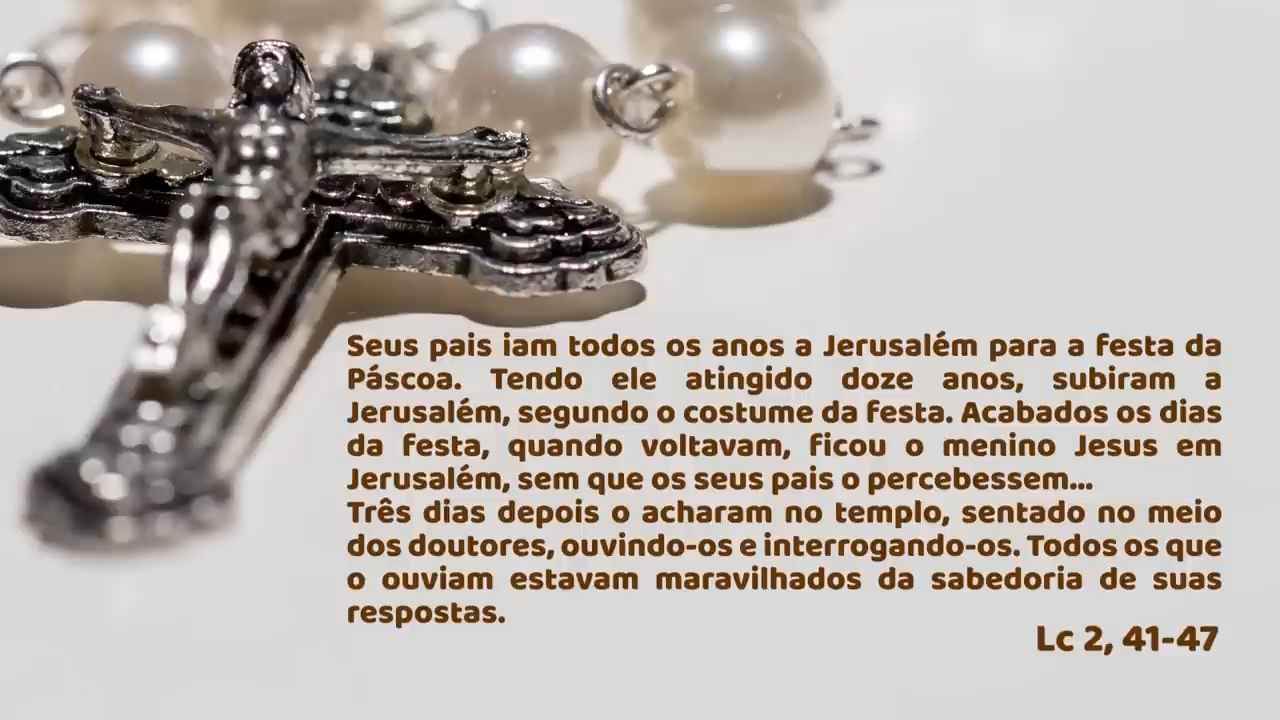 Seus pais iam todos os anos a Jerusalém para a festa da
Páscoa. Tendo ele atingido doze anos, subiram a
Jerusalém, segundo o costume da festa. Acabados os dias
da festa, quando voltavam, ficou o menino Jesus em
Jerusalém, sem que os seus pais o percebessem...
Três dias depois o acharam no templo, sentado no meio
dos doutores, ouvindo-os e interrogando-os. Todos os que
o ouviam estavam maravilhados da sabedoria de suas
respostas.
Lc 2, 41-47